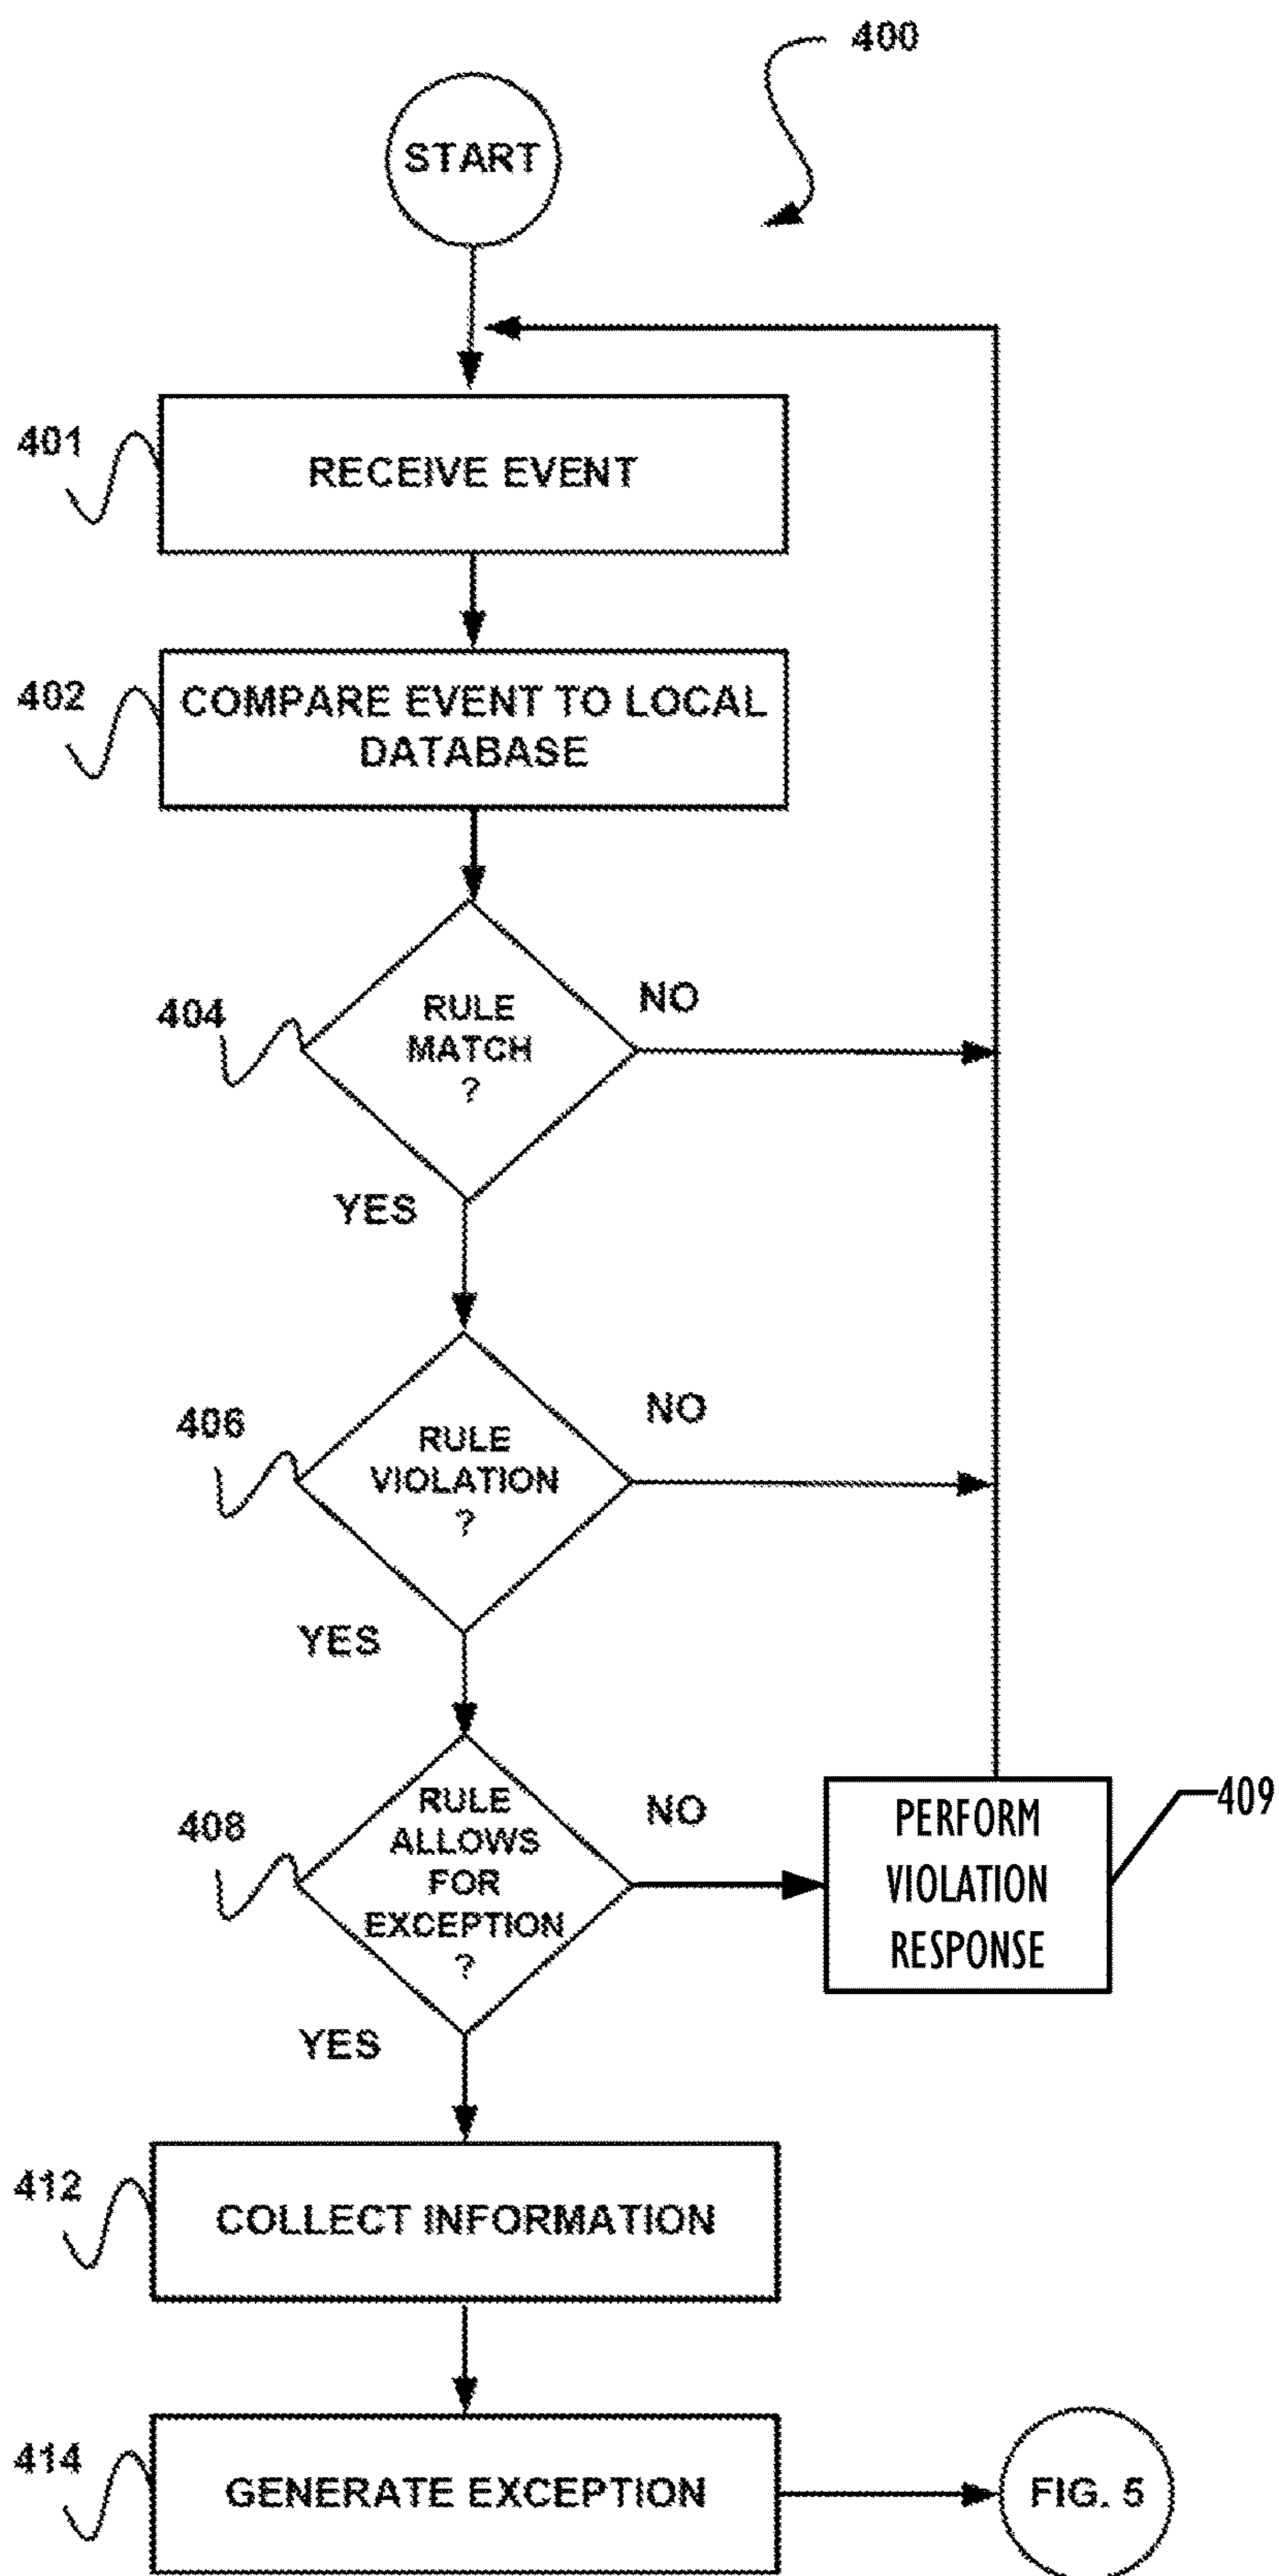 400
START
401
RECEIVE EVENT
402
COMPARE EVENT TO LOCAL
DATABASE
404
RULE
MATCH
?
NO
YES
406
RULE
VIOLATION
?
NO
YES
408
RULE
ALLOWS
FOR
EXCEPTION
?
NO
PERFORM
VIOLATION
RESPONSE
409
YES
412
COLLECT INFORMATION
414
GENERATE EXCEPTION
FIG. 5